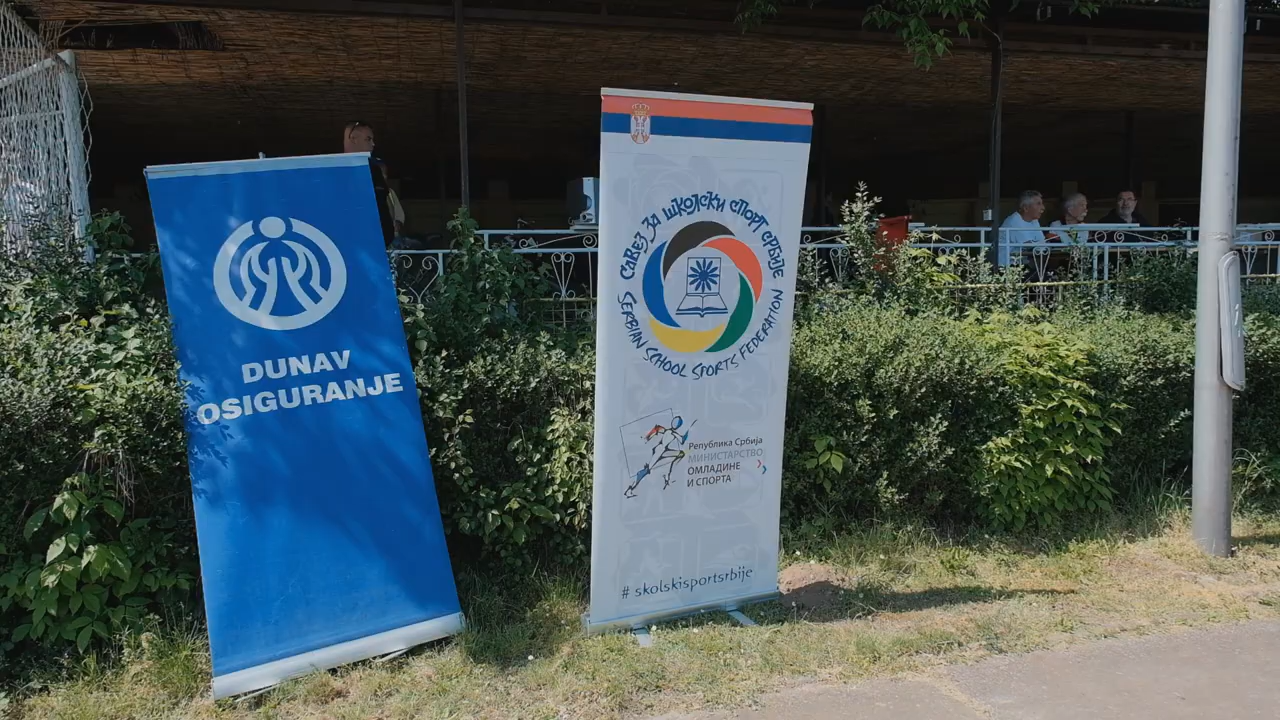 DUNAV
OSIGURANJE
САВЕЗ ЗА ШКОЛСКИ СПОРТ СРБИЈЕ
SERBIAN SCHOOL SPORTS FEDERATION
Република Србија
МИНИСТАРСТВО
ОМЛАДИНЕ
И СПОРТА
# skolskisportsrbije